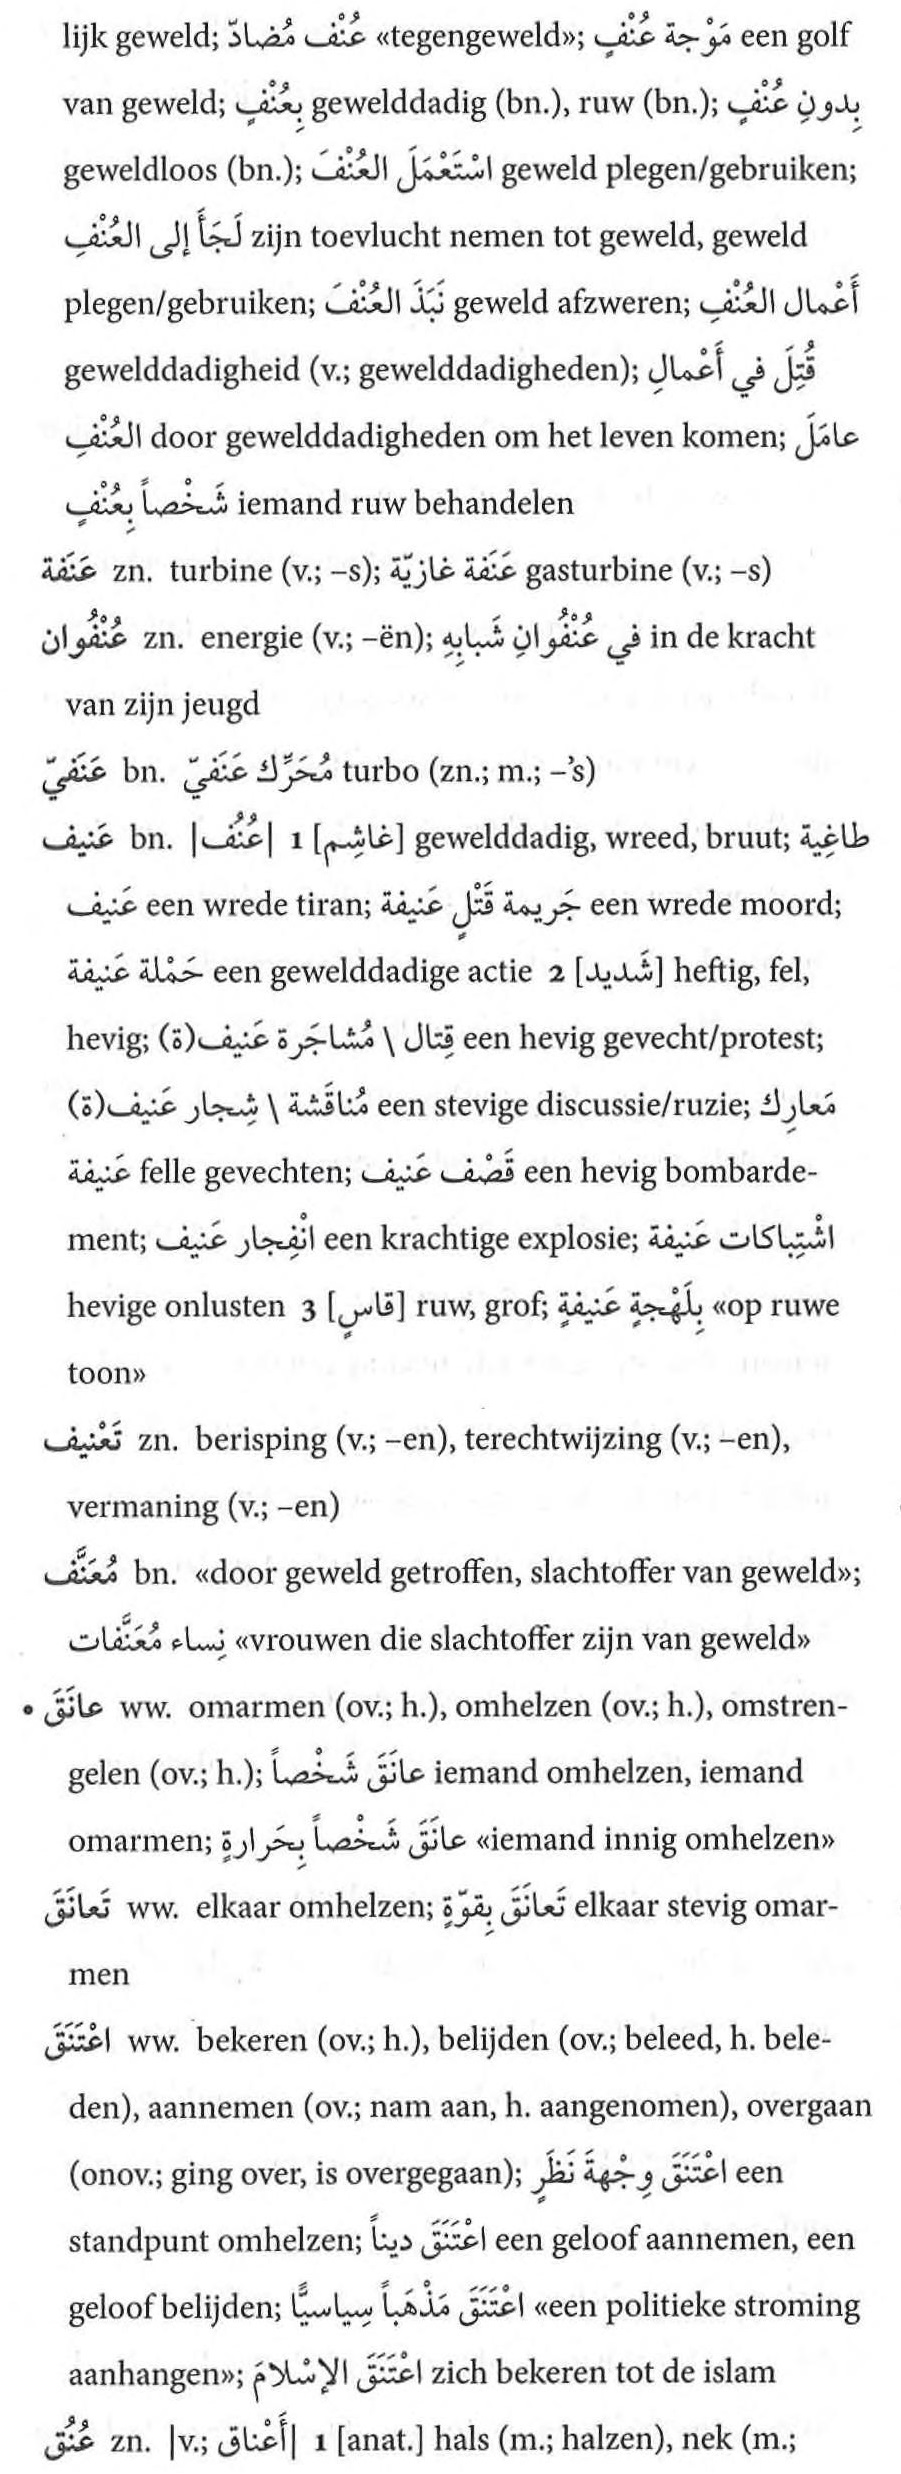 lijk geweld; عُنْف مُضادّ «tegengeweld»; مَوْجة عُنْفٍ een golf
van geweld; بِعُنْفٍ gewelddadig (bn.), ruw (bn.); بِدونِ عُنْفٍ
geweldloos (bn.); اسْتَعْمَلَ العُنْفَ geweld plegen/gebruiken;
لَجَأَ إلى العُنْفِ zijn toevlucht nemen tot geweld, geweld
plegen/gebruiken; نَبَذَ العُنْفَ geweld afzweren; أَعْمال العُنْفِ
gewelddadigheid (v.; gewelddadigheden); قُتِلَ في أَعْمالِ
العُنْفِ door gewelddadigheden om het leven komen; عامَلَ
شَخْصاً بِعُنْفٍ iemand ruw behandelen
عَنَفة zn. turbine (v.; –s); عَنَفة غازِيّة gasturbine (v.; –s)
عُنْفُوان zn. energie (v.; –ën); في عُنْفُوانِ شَبابِهِ in de kracht
van zijn jeugd
عَنَفيّ bn. مُحَرِّك عَنَفيّ turbo (zn.; m.; –’s)
عَنيف bn. |عُنُف| 1 [غاشِم] gewelddadig, wreed, bruut; طاغِية
عَنيف een wrede tiran; جَريمة قَتْلٍ عَنيفة een wrede moord;
حَمْلة عَنيفة een gewelddadige actie 2 [شَديد] heftig, fel,
hevig; قِتال \ مُشاجَرة عَنيف(ة) een hevig gevecht/protest;
مُناقَشة \ شِجار عَنيف(ة) een stevige discussie/ruzie; مَعارِك
عَنيفة felle gevechten; قَصْف عَنيف een hevig bombarde-
ment; انْفِجار عَنيف een krachtige explosie; اشْتِباكات عَنيفة
hevige onlusten 3 [قاسٍ] ruw, grof; بِلَهْجةٍ عَنيفةٍ «op ruwe
toon»
تَعْنيف zn. berisping (v.; –en), terechtwijzing (v.; –en),
vermaning (v.; –en)
مُعَنَّف bn. «door geweld getroffen, slachtoffer van geweld»;
نِساء مُعَنَّفات «vrouwen die slachtoffer zijn van geweld»
• عانَقَ ww. omarmen (ov.; h.), omhelzen (ov.; h.), omstren-
gelen (ov.; h.); عانَقَ شَخْصاً iemand omhelzen, iemand
omarmen; عانَقَ شَخْصاً بِحَرارةٍ «iemand innig omhelzen»
تَعانَقَ ww. elkaar omhelzen; تَعانَقَ بِقوّةٍ elkaar stevig omar-
men
اعْتَنَقَ ww. bekeren (ov.; h.), belijden (ov.; beleed, h. bele-
den), aannemen (ov.; nam aan, h. aangenomen), overgaan
(onov.; ging over, is overgegaan); اعْتَنَقَ وِجْهةَ نَظَرٍ een
standpunt omhelzen; اعْتَنَقَ ديناً een geloof aannemen, een
geloof belijden; اعْتَنَقَ مَذْهَباً سِياسيًّا «een politieke stroming
aanhangen»; اعْتَنَقَ الإسْلامَ zich bekeren tot de islam
عُنُق zn. |v.; أَعْناق| 1 [anat.] hals (m.; halzen), nek (m.;